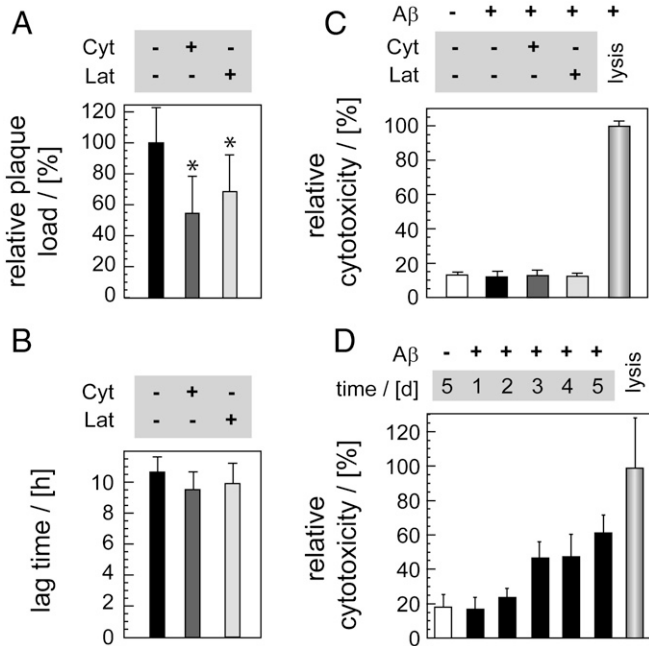 A
Cyt - + -
Lat - - +
relative plaque
load / [%]
120
100
80
60
40
20
0
* *
B
Cyt - + -
Lat - - +
lag time / [h]
10
8
6
4
2
0
C
Aβ - + + + +
Cyt - - + -
Lat - - - +
lysis
relative
cytotoxicity / [%]
100
80
60
40
20
0
D
Aβ - + + + + +
time / [d] 5 1 2 3 4 5
lysis
relative
cytotoxicity / [%]
120
100
80
60
40
20
0